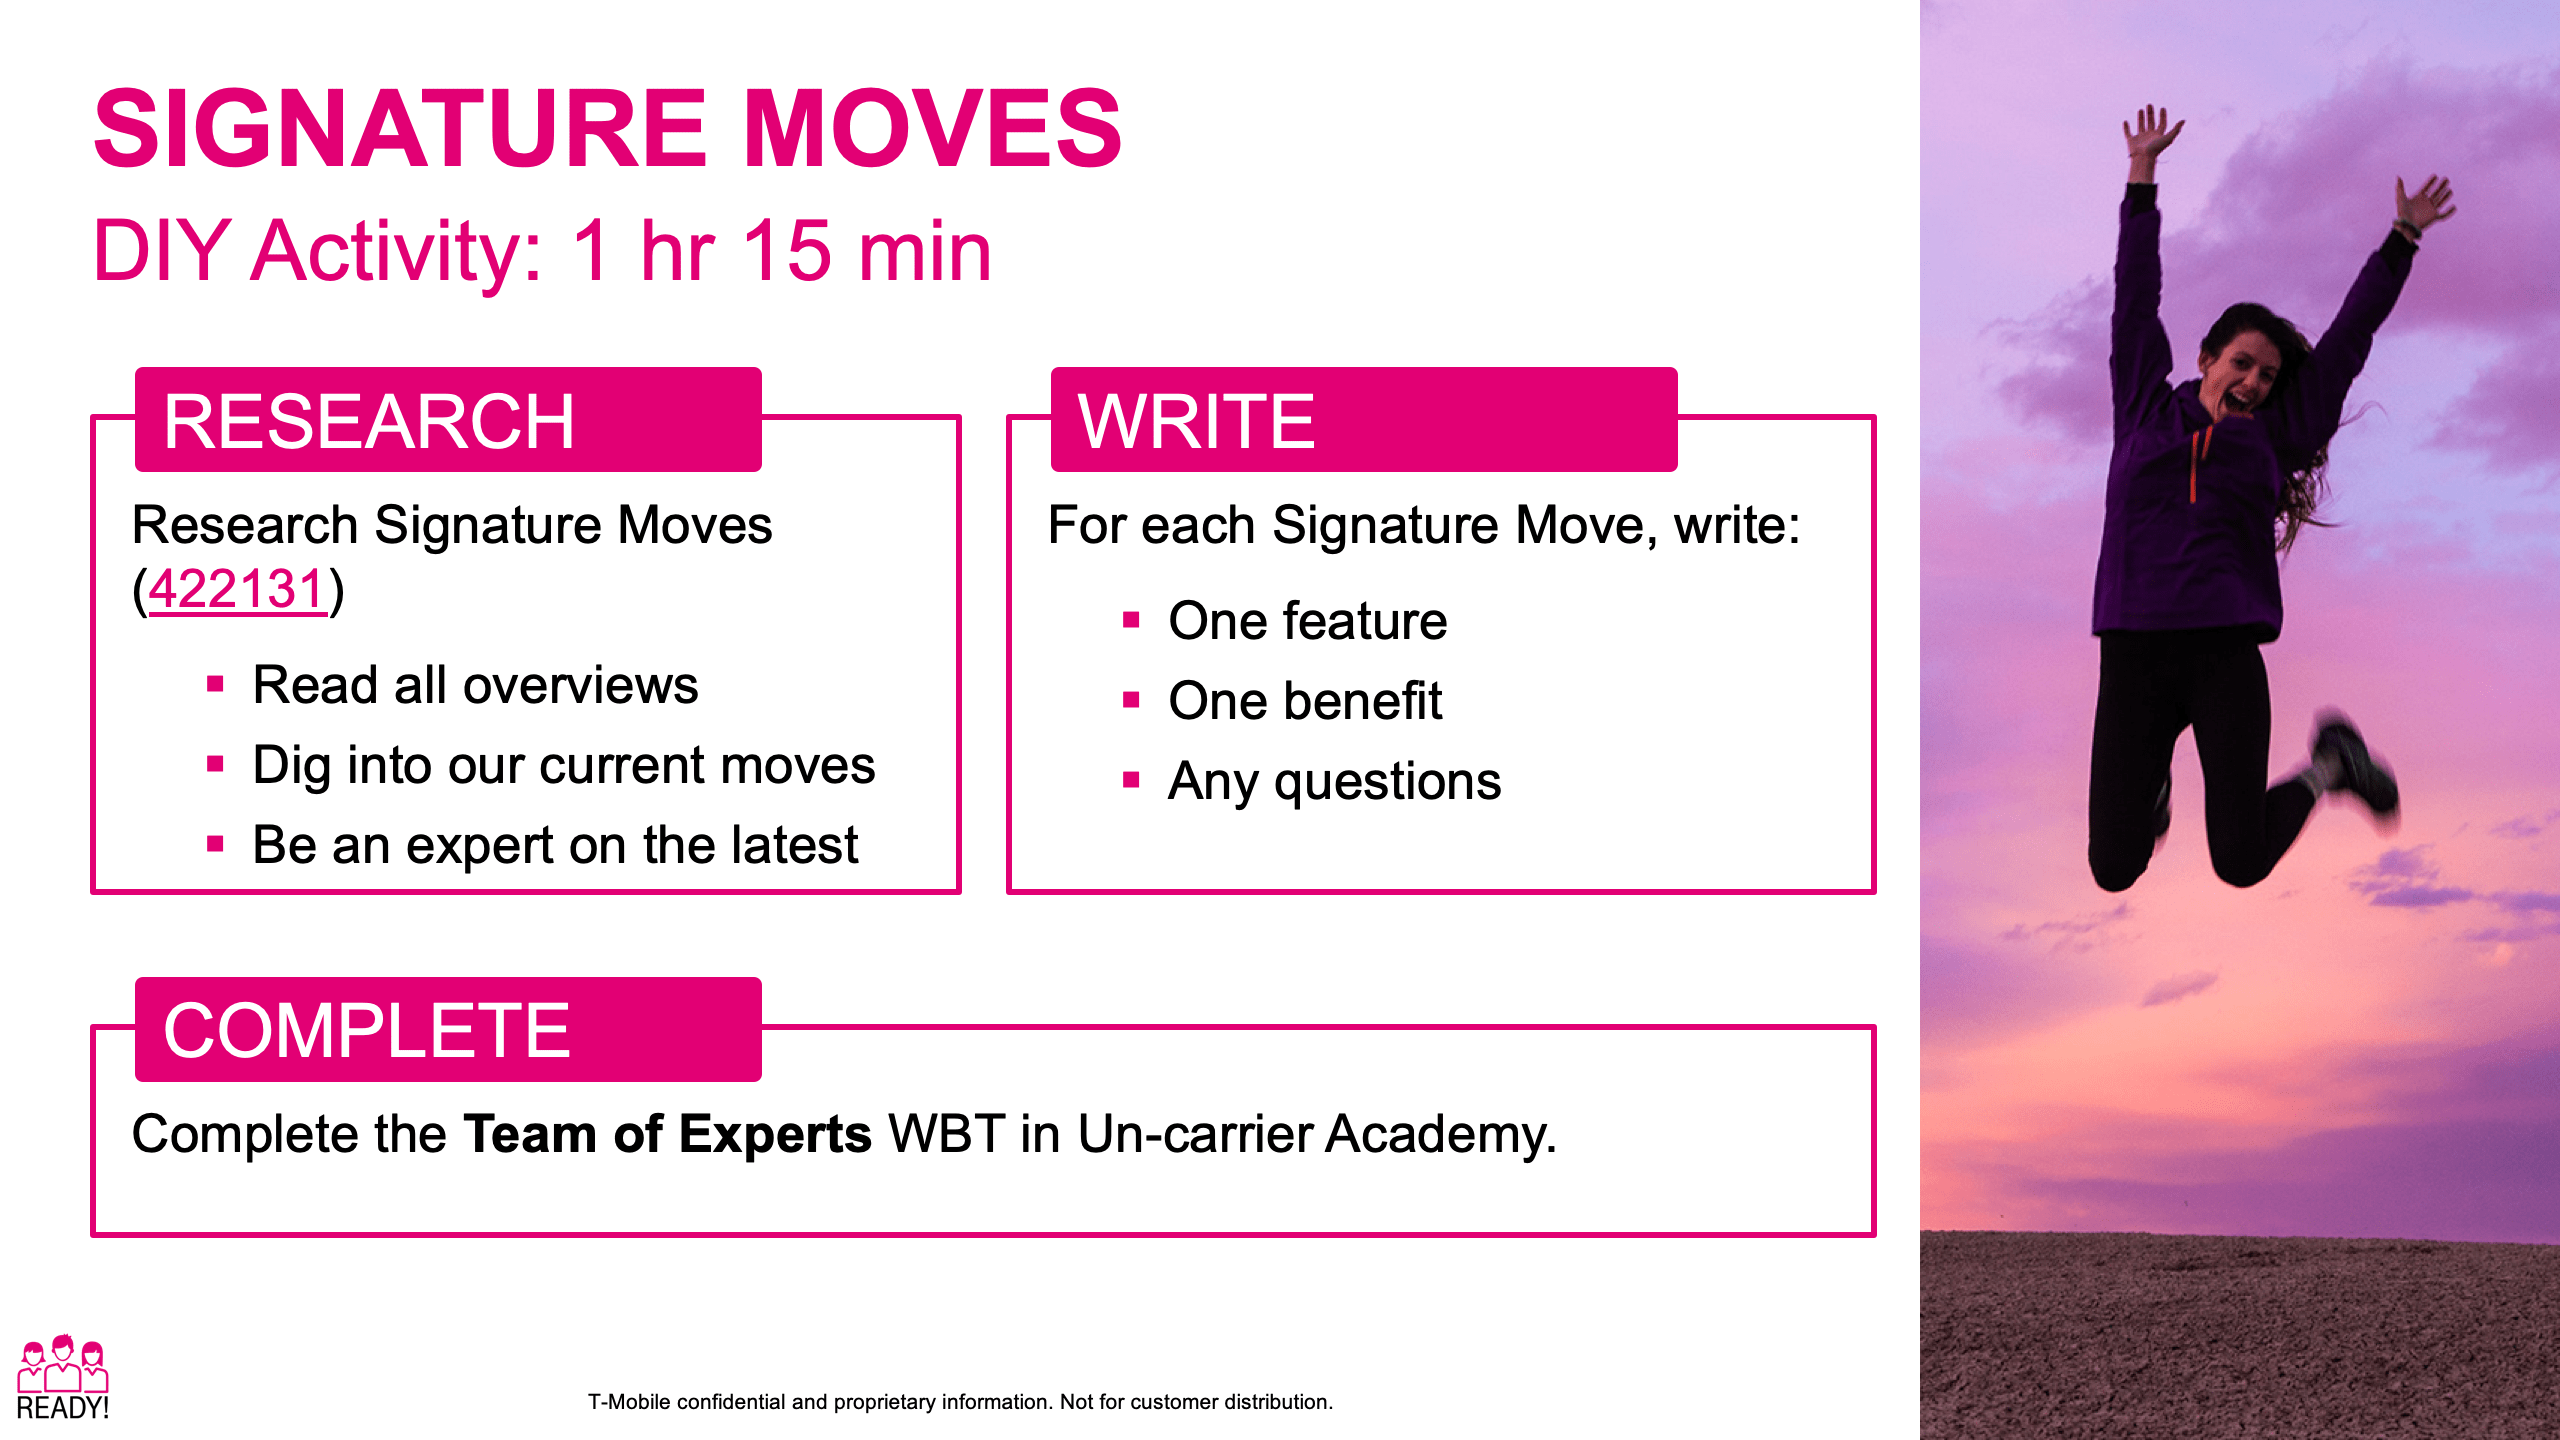 SIGNATURE MOVES
DIY Activity: 1 hr 15 min
RESEARCH
Research Signature Moves
(422131)
▪ Read all overviews
▪ Dig into our current moves
▪ Be an expert on the latest
WRITE
For each Signature Move, write:
▪ One feature
▪ One benefit
▪ Any questions
COMPLETE
Complete the Team of Experts WBT in Un-carrier Academy.
READY!
T-Mobile confidential and proprietary information. Not for customer distribution.